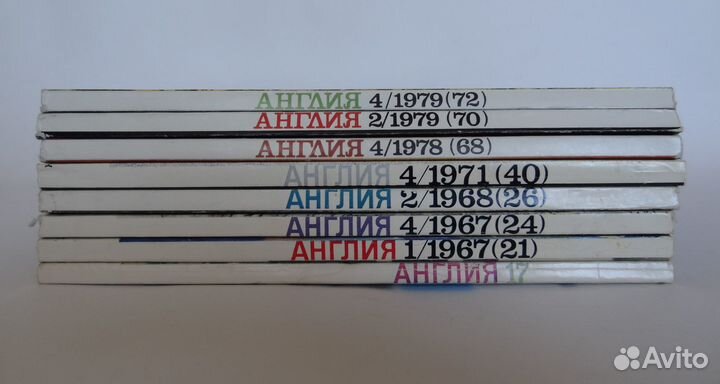 АНГЛИЯ 4/1979(72)
АНГЛИЯ 2/1979 (70)
АНГЛИЯ 4/1978 (68)
АНГЛИЯ 4/1971(40)
АНГЛИЯ 2/1968(26)
АНГЛИЯ 4/1967(24)
АНГЛИЯ 1/1967(21)
АНГЛИЯ 17
Avito